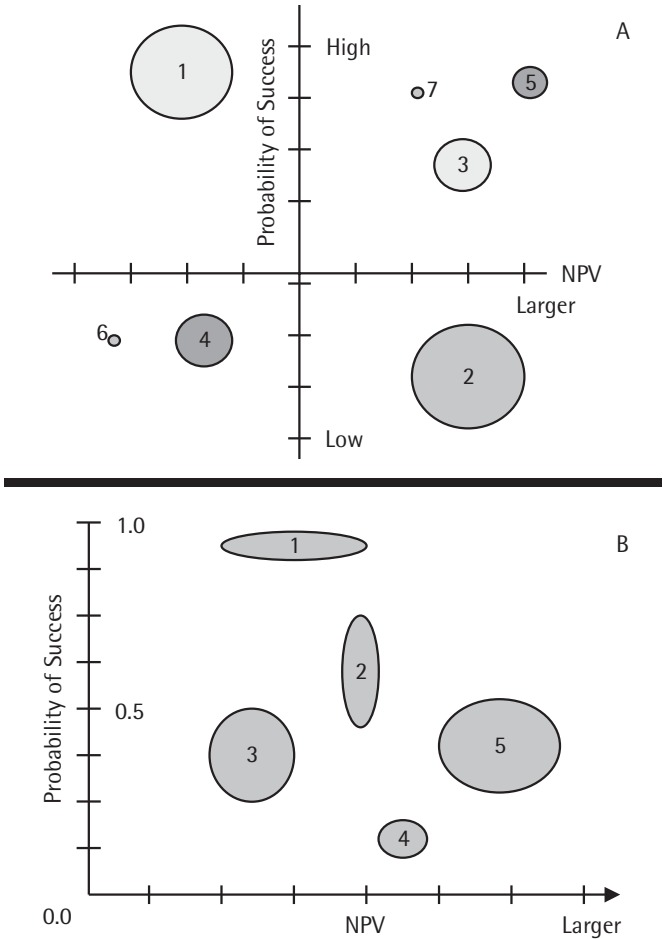 A
High
Probability of Success
1
7
5
3
NPV
Larger
6
4
2
Low
1.0
B
1
Probability of Success
2
0.5
3
5
4
0.0
NPV
Larger